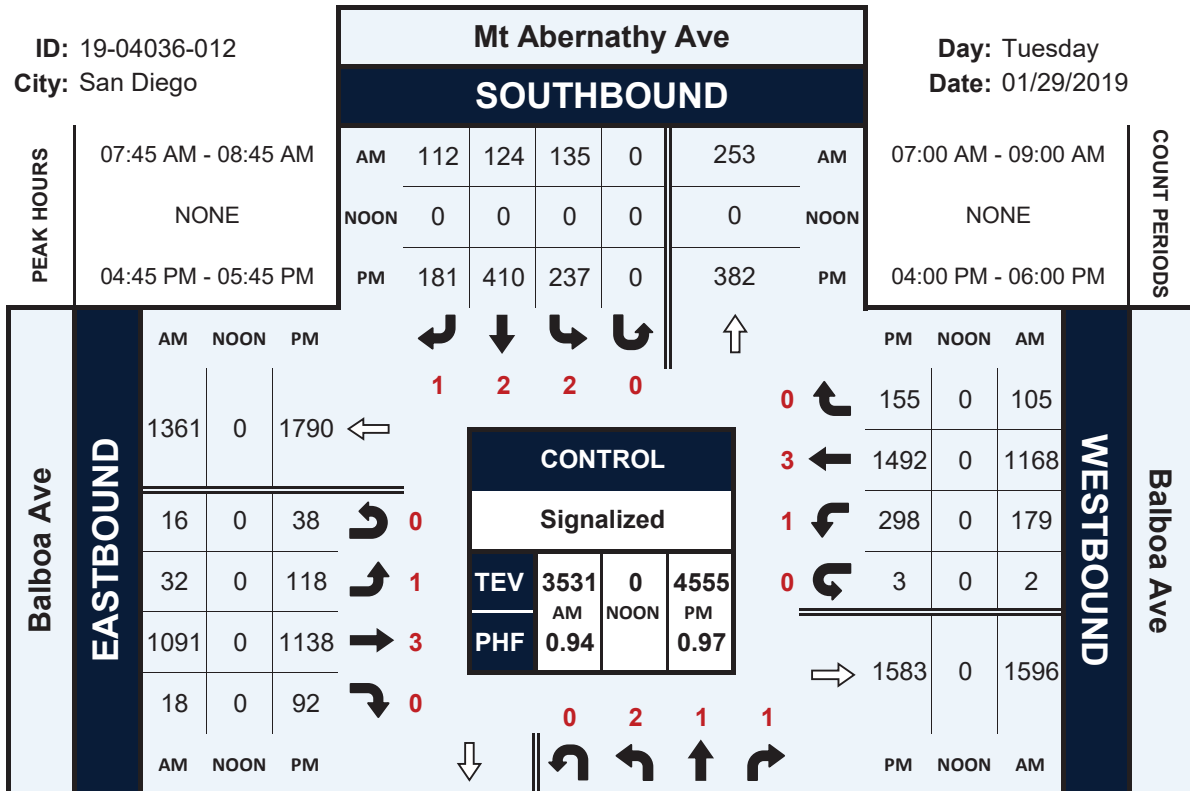 Mt Abernathy Ave
ID: 19-04036-012
Day: Tuesday
City: San Diego
Date: 01/29/2019
SOUTHBOUND
PEAK HOURS
07:45 AM - 08:45 AM
NONE
04:45 PM - 05:45 PM
AM 112 124 135 0 253 AM
NOON 0 0 0 0 0 NOON
PM 181 410 237 0 382 PM
07:00 AM - 09:00 AM
NONE
04:00 PM - 06:00 PM
COUNT PERIODS
1 2 2 0
Balboa Ave
EASTBOUND
AM NOON PM
1361 0 1790
16 0 38 0
32 0 118 1
1091 0 1138 3
18 0 92 0
AM NOON PM
CONTROL
Signalized
TEV 3531 0 4555
AM NOON PM
PHF 0.94 0.97
PM NOON AM
0 155 0 105
3 1492 0 1168
1 298 0 179
0 3 0 2
1583 0 1596
PM NOON AM
WESTBOUND
Balboa Ave
0 2 1 1